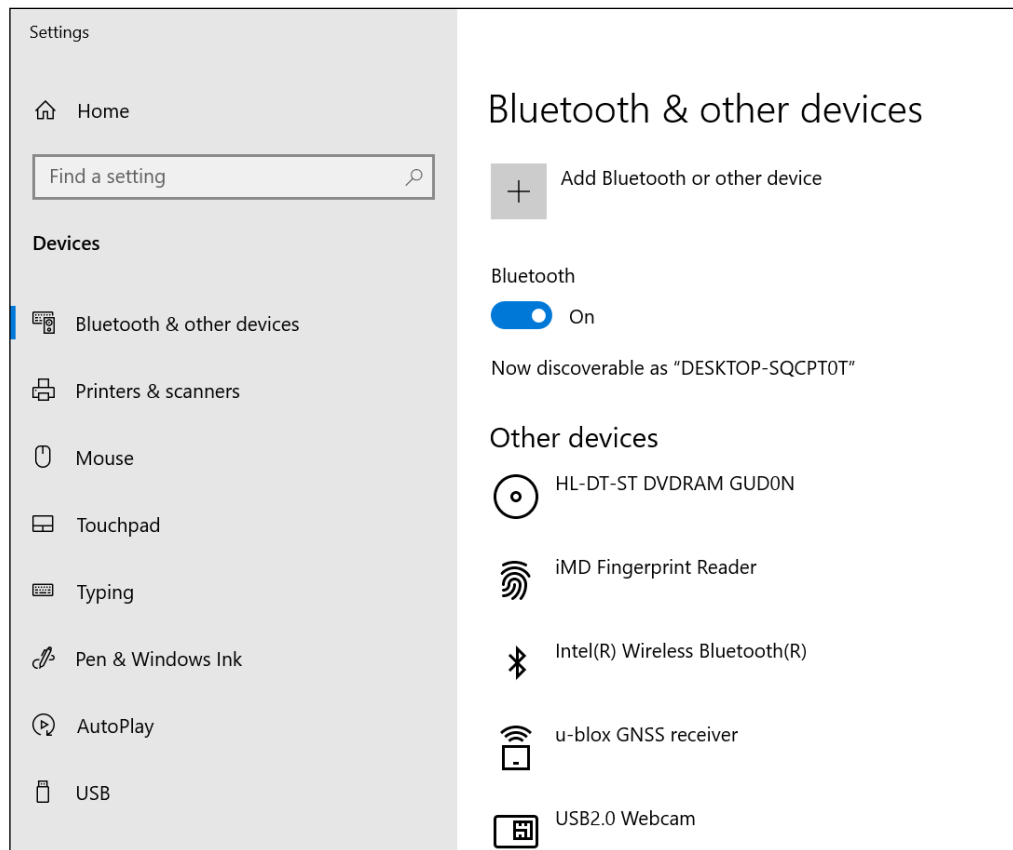 Settings
Home
Find a setting
Devices
Bluetooth & other devices
Printers & scanners
Mouse
Touchpad
Typing
Pen & Windows Ink
AutoPlay
USB
Bluetooth & other devices
Add Bluetooth or other device
Bluetooth
On
Now discoverable as “DESKTOP-SQCPT0T”
Other devices
HL-DT-ST DVDRAM GUD0N
iMD Fingerprint Reader
Intel(R) Wireless Bluetooth(R)
u-blox GNSS receiver
USB2.0 Webcam